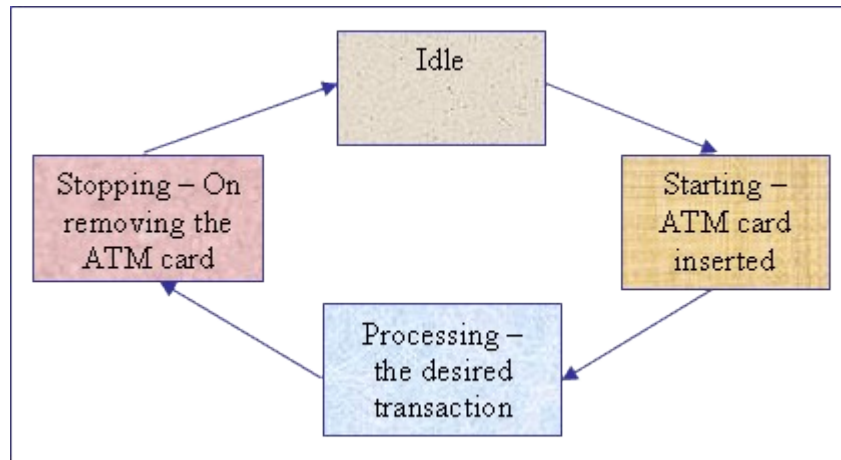 Idle
Stopping – On
removing the
ATM card
Starting –
ATM card
inserted
Processing –
the desired
transaction